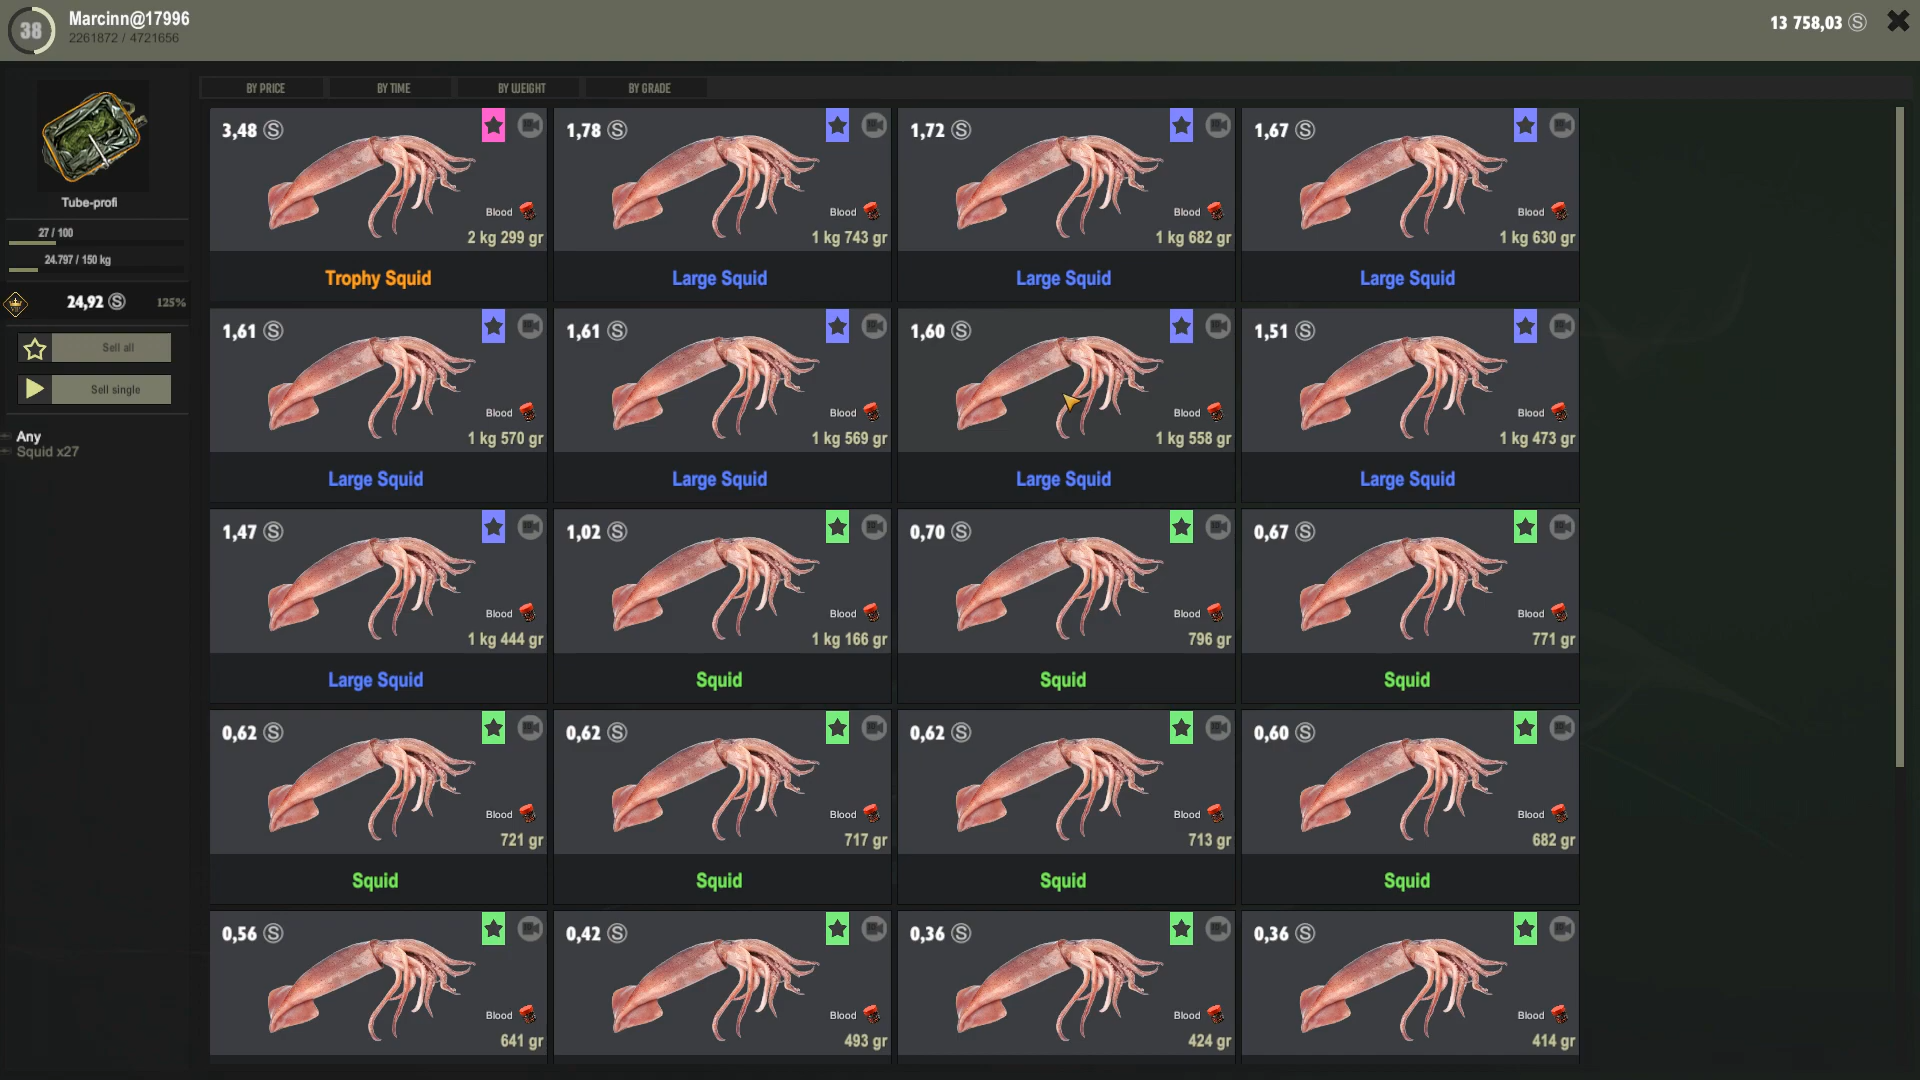 38
Marcinn@17996
2261872 / 4721656
13 758,03 S
BY PRICE
BY TIME
BY WEIGHT
BY GRADE
Tube-profi
27 / 100
24.797 / 150 kg
24,92 S
125%
Sell all
Sell single
Any
Squid x27
3,48 S
Blood
2 kg 299 gr
Trophy Squid
1,78 S
Blood
1 kg 743 gr
Large Squid
1,72 S
Blood
1 kg 682 gr
Large Squid
1,67 S
Blood
1 kg 630 gr
Large Squid
1,61 S
Blood
1 kg 570 gr
Large Squid
1,61 S
Blood
1 kg 569 gr
Large Squid
1,60 S
Blood
1 kg 558 gr
Large Squid
1,51 S
Blood
1 kg 473 gr
Large Squid
1,47 S
Blood
1 kg 444 gr
Large Squid
1,02 S
Blood
1 kg 166 gr
Squid
0,70 S
Blood
796 gr
Squid
0,67 S
Blood
771 gr
Squid
0,62 S
Blood
721 gr
Squid
0,62 S
Blood
717 gr
Squid
0,62 S
Blood
713 gr
Squid
0,60 S
Blood
682 gr
Squid
0,56 S
Blood
641 gr
0,42 S
Blood
493 gr
0,36 S
Blood
424 gr
0,36 S
Blood
414 gr